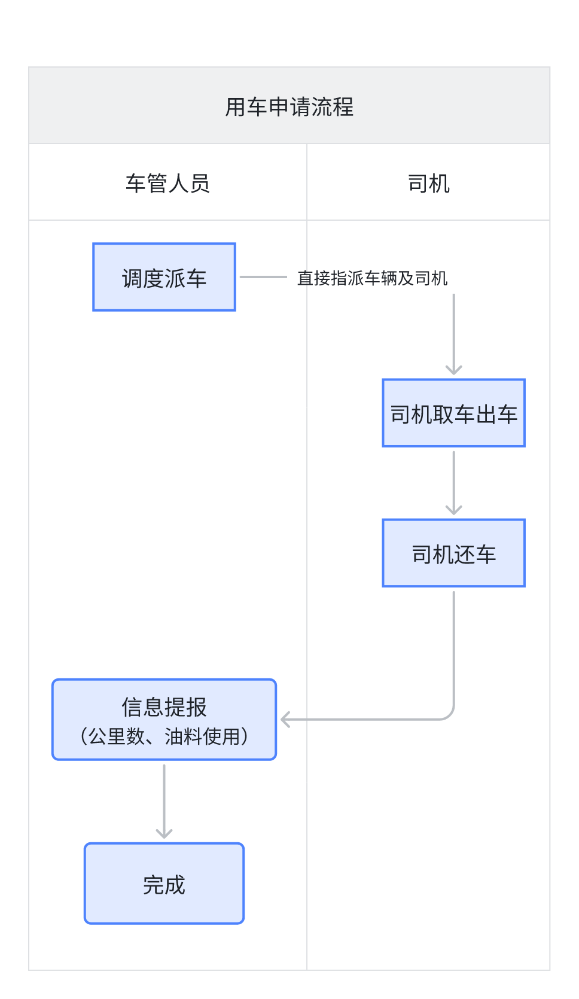 用车申请流程
车管人员
司机
调度派车
直接指派车辆及司机
司机取车出车
司机还车
信息提报
（公里数、油料使用）
完成